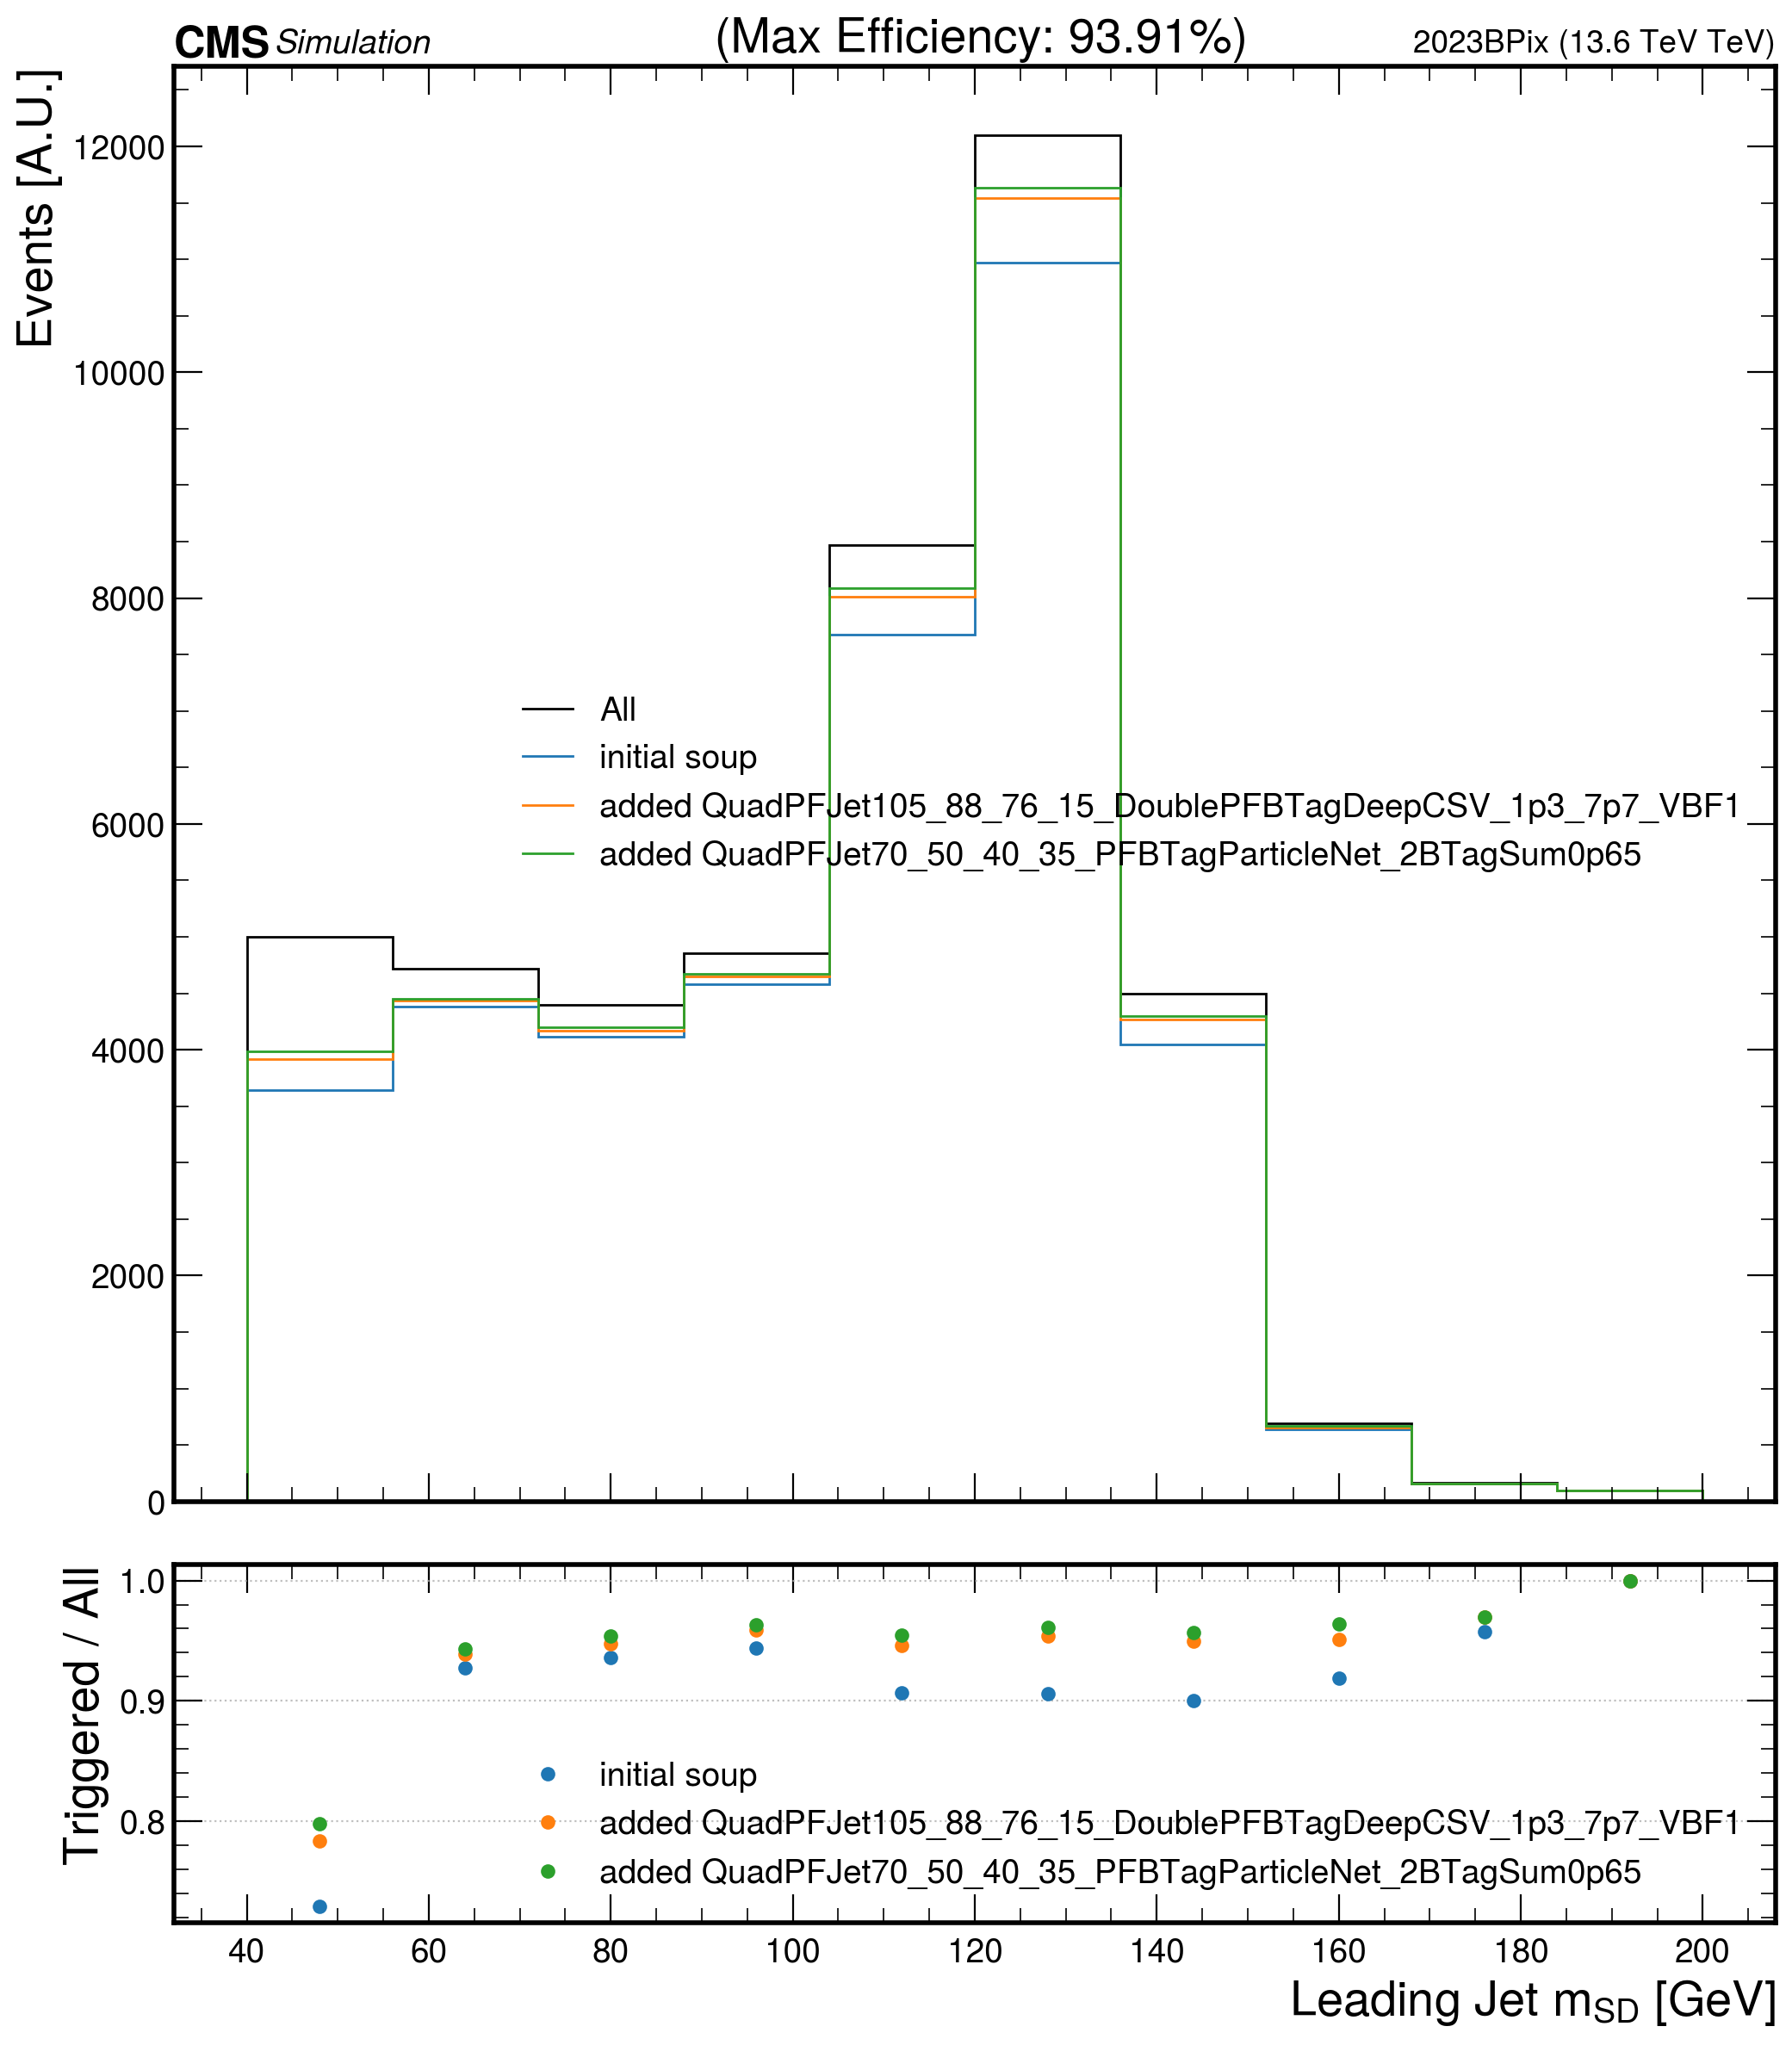 CMS Simulation (Max Efficiency: 93.91%) 2023BPix (13.6 TeV TeV)
Events [A.U.]
12000
10000
8000
6000
4000
2000
0
All
initial soup
added QuadPFJet105_88_76_15_DoublePFBTagDeepCSV_1p3_7p7_VBF1
added QuadPFJet70_50_40_35_PFBTagParticleNet_2BTagSum0p65
Triggered / All
1.0
0.9
0.8
initial soup
added QuadPFJet105_88_76_15_DoublePFBTagDeepCSV_1p3_7p7_VBF1
added QuadPFJet70_50_40_35_PFBTagParticleNet_2BTagSum0p65
40 60 80 100 120 140 160 180 200
Leading Jet m_SD [GeV]